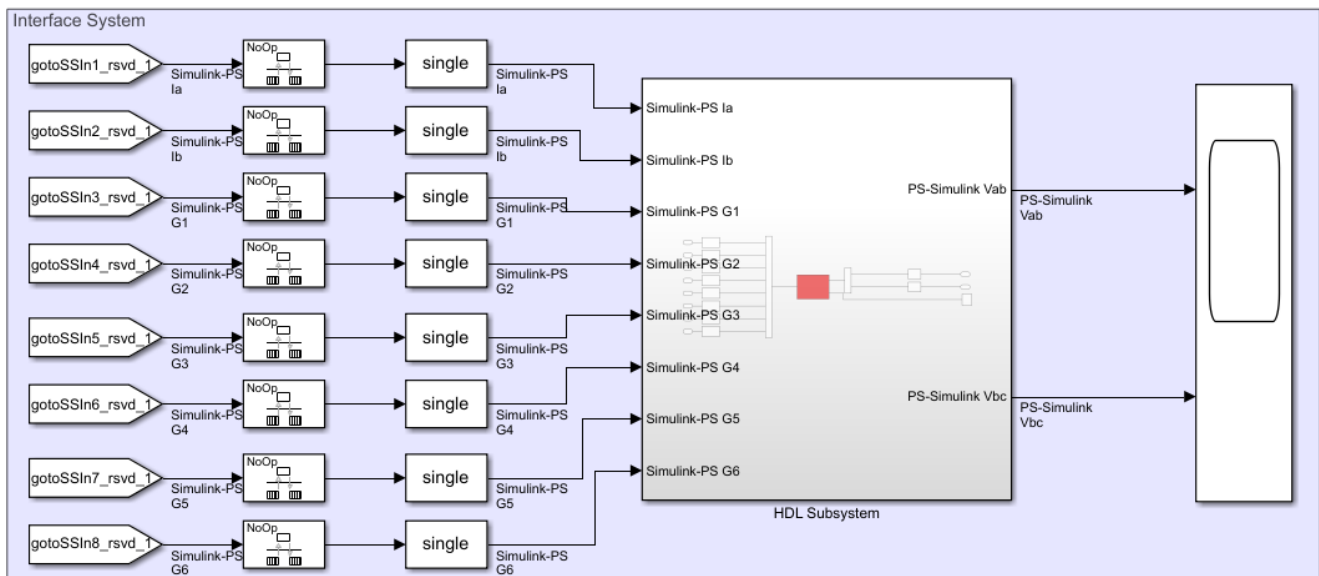 Interface System
gotoSSIn1_rsvd_1
Simulink-PS
Ia
NoOp
single
Simulink-PS
Ia
gotoSSIn2_rsvd_1
Simulink-PS
Ib
NoOp
single
Simulink-PS
Ib
gotoSSIn3_rsvd_1
Simulink-PS
G1
NoOp
single
Simulink-PS
G1
gotoSSIn4_rsvd_1
Simulink-PS
G2
NoOp
single
Simulink-PS
G2
gotoSSIn5_rsvd_1
Simulink-PS
G3
NoOp
single
Simulink-PS
G3
gotoSSIn6_rsvd_1
Simulink-PS
G4
NoOp
single
Simulink-PS
G4
gotoSSIn7_rsvd_1
Simulink-PS
G5
NoOp
single
Simulink-PS
G5
gotoSSIn8_rsvd_1
Simulink-PS
G6
NoOp
single
Simulink-PS
G6
Simulink-PS Ia
Simulink-PS Ib
Simulink-PS G1
Simulink-PS G2
Simulink-PS G3
Simulink-PS G4
Simulink-PS G5
Simulink-PS G6
PS-Simulink Vab
PS-Simulink Vbc
HDL Subsystem
PS-Simulink
Vab
PS-Simulink
Vbc